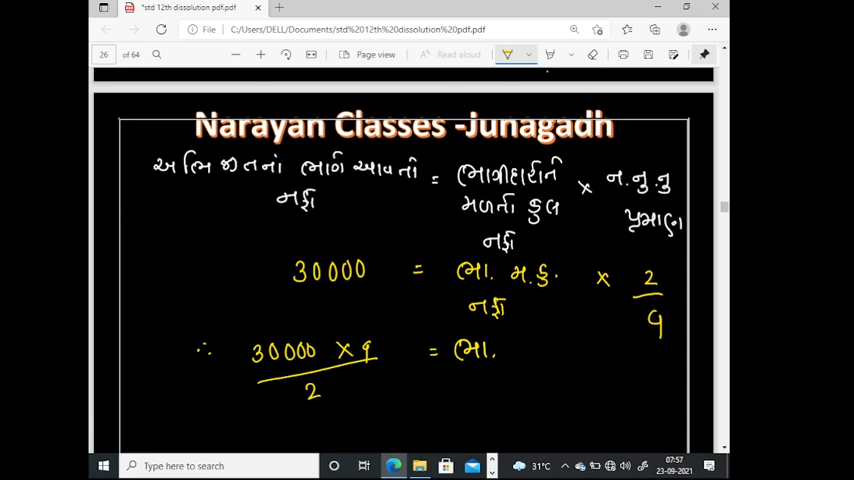 *std 12th dissolution pdf.pdf
File
C:/Users/DELL/Documents/std%2012th%20dissolution%20pdf.pdf
26 of 64
Page view
Read aloud
Narayan Classes -Junagadh
અભિજીતનાં ભાગે આવતો નફો = ભાગીદારોને મળતો કુલ નફો × ન.નુ.નુ પ્રમાણ
30000 = ભા. મ. કુ. નફો × 2/9
∴ 30000 × 9 / 2 = ભા.
Type here to search
31°C
07:57
23-09-2021